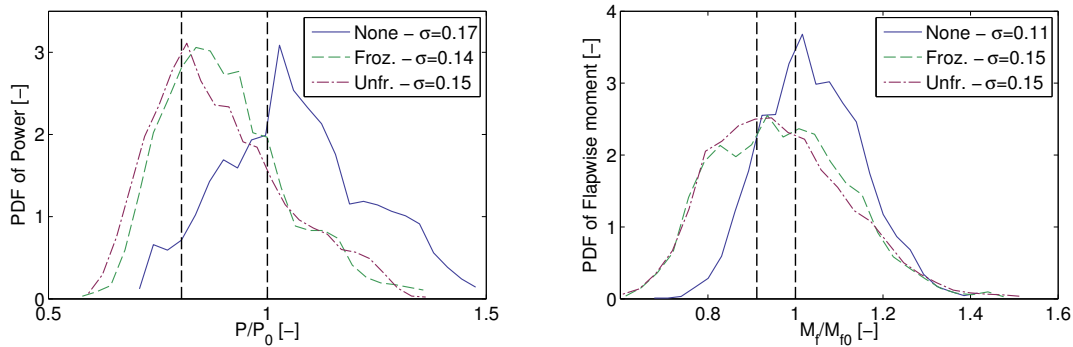 PDF of Power [–]
3
2
1
0
0.5
1
1.5
P/P0 [–]
None – σ=0.17
Froz. – σ=0.14
Unfr. – σ=0.15
PDF of Flapwise moment [–]
4
3
2
1
0
0.8
1
1.2
1.4
1.6
Mf/Mf0 [–]
None – σ=0.11
Froz. – σ=0.15
Unfr. – σ=0.15